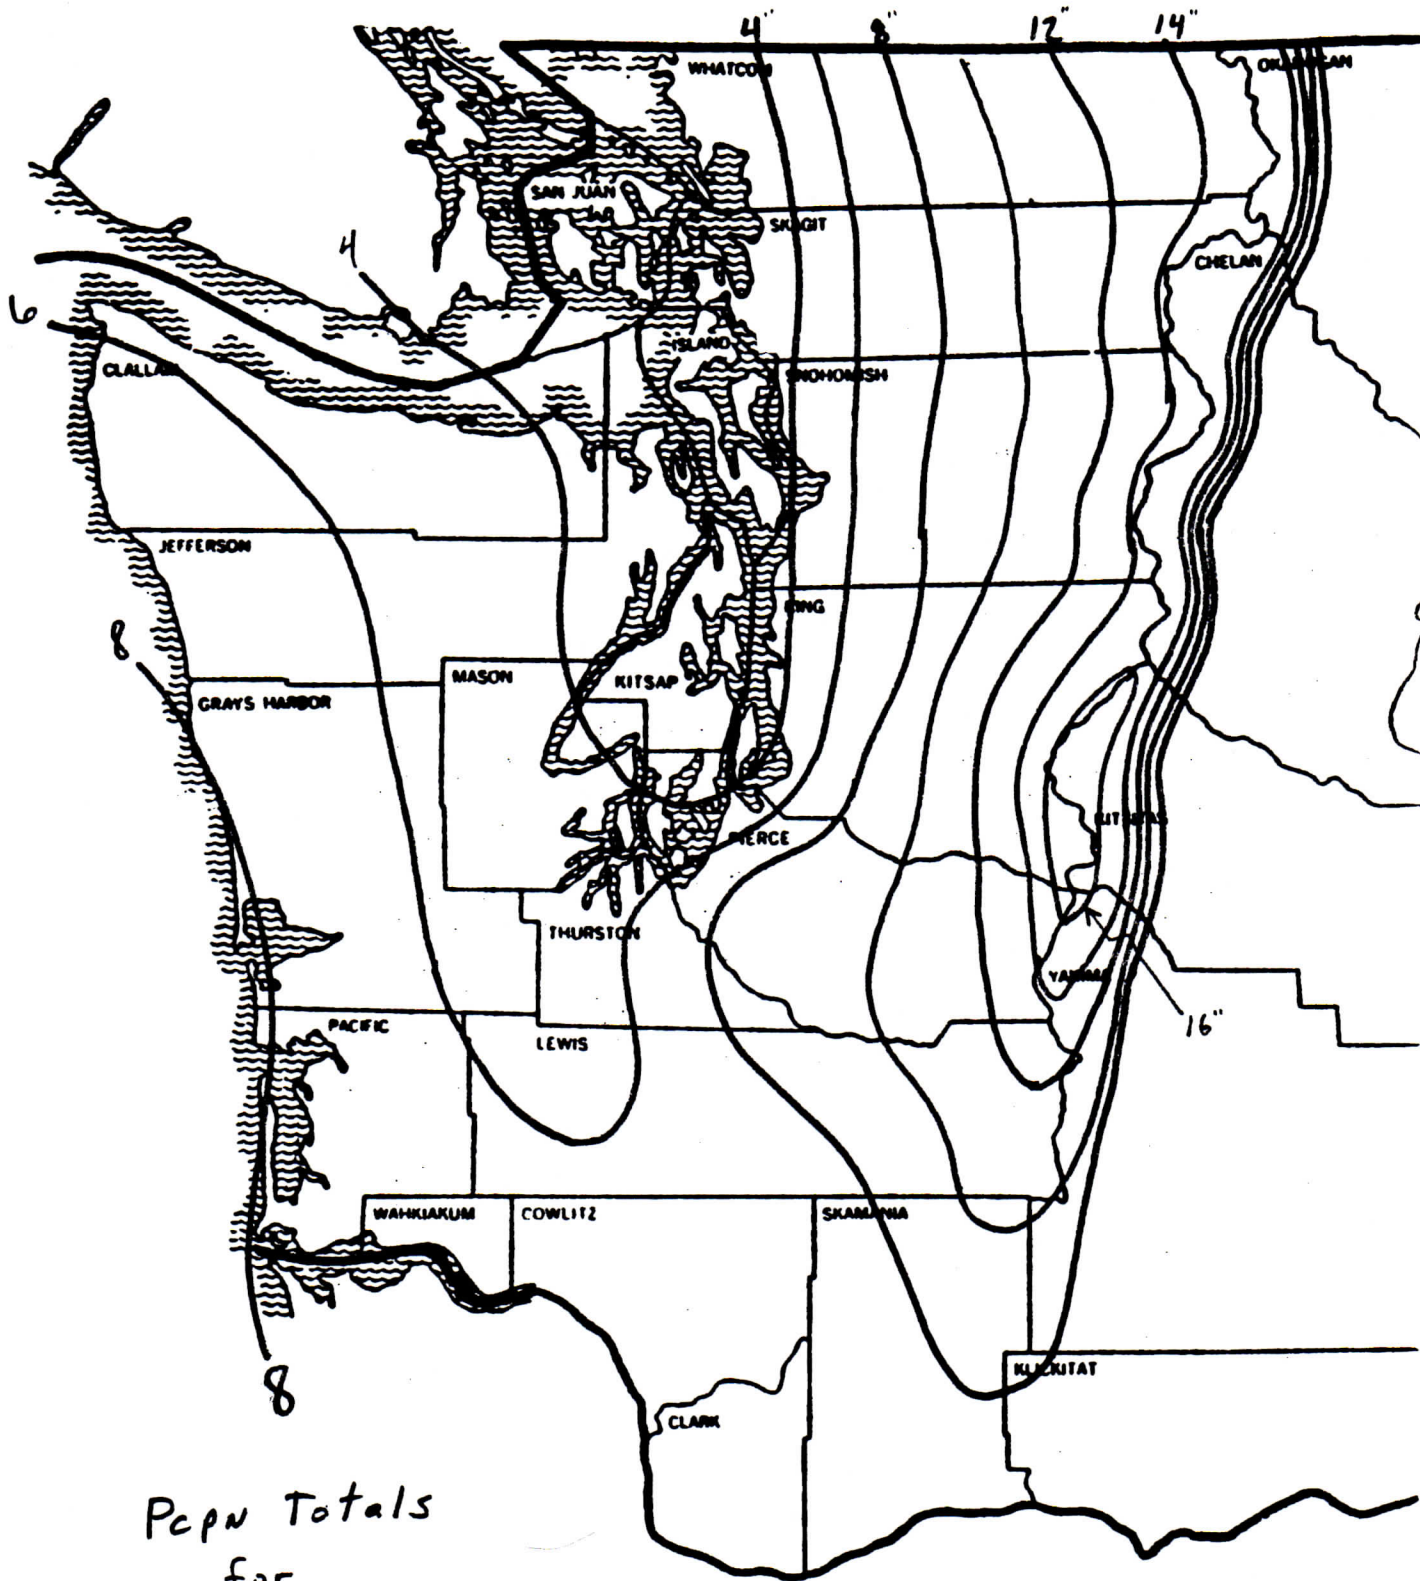 4" 8" 12" 14"
WHATCOM
OKANOGAN
SAN JUAN
SKAGIT
4
CHELAN
6
ISLAND
CLALLAM
SNOHOMISH
JEFFERSON
KING
8
MASON
KITSAP
GRAYS HARBOR
KITTITAS
PIERCE
THURSTON
YAKIMA
PACIFIC
16"
LEWIS
WAHKIAKUM
COWLITZ
SKAMANIA
KLICKITAT
8
CLARK
Pcpn Totals
for